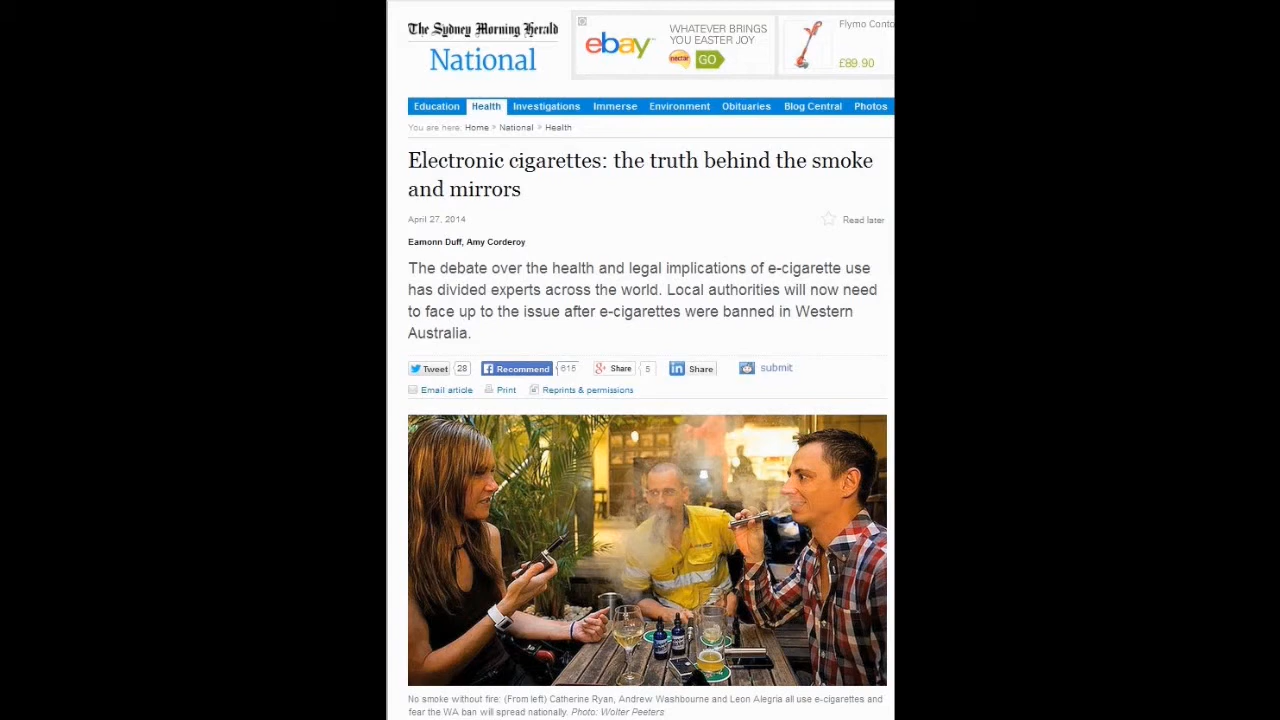 The Sydney Morning Herald
National
ebay
WHATEVER BRINGS
YOU EASTER JOY
nectar
GO
Flymo Conto
£89.90
Education Health Investigations Immerse Environment Obituaries Blog Central Photos
You are here: Home > National > Health
Electronic cigarettes: the truth behind the smoke
and mirrors
April 27, 2014
Read later
Eamonn Duff, Amy Corderoy
The debate over the health and legal implications of e-cigarette use
has divided experts across the world. Local authorities will now need
to face up to the issue after e-cigarettes were banned in Western
Australia.
Tweet 28 Recommend 615 Share 5 Share submit
Email article Print Reprints & permissions
No smoke without fire: (From left) Catherine Ryan, Andrew Washbourne and Leon Alegria all use e-cigarettes and
fear the WA ban will spread nationally. Photo: Wolter Peeters